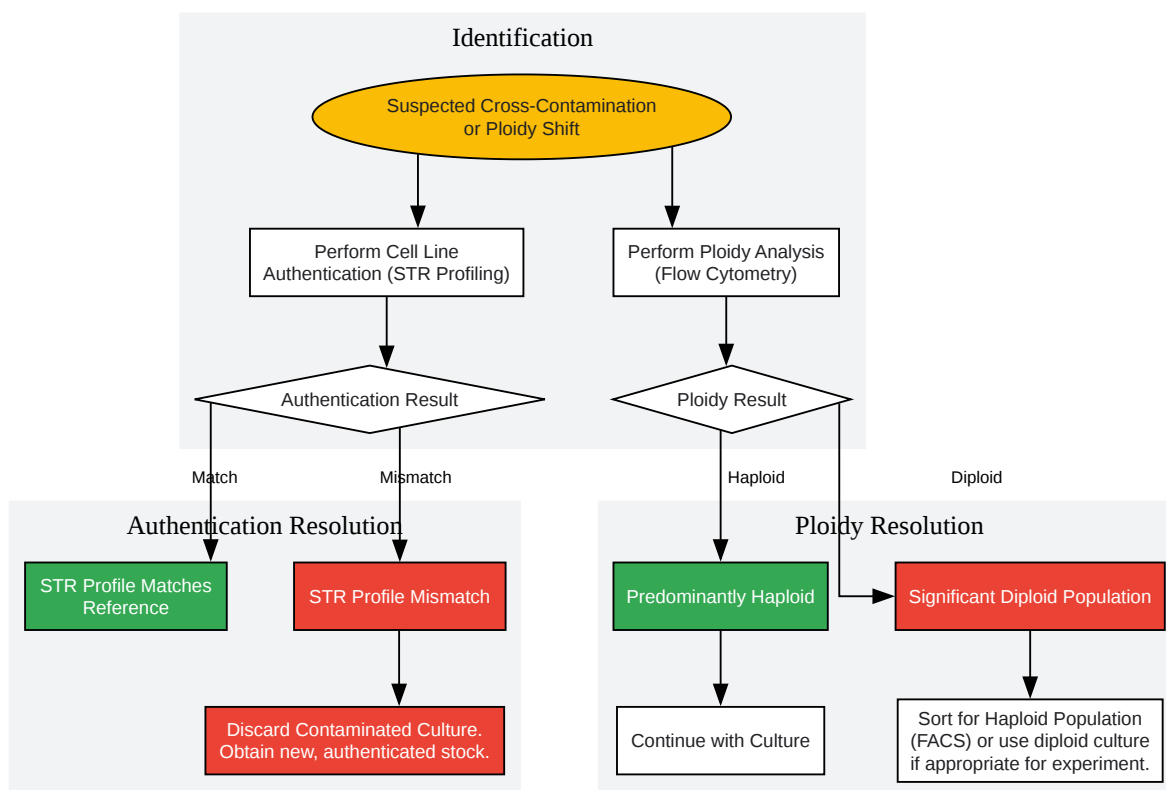 Identification
Suspected Cross-Contamination
or Ploidy Shift
Perform Cell Line
Authentication (STR Profiling)
Perform Ploidy Analysis
(Flow Cytometry)
Authentication Result
Ploidy Result
Match
Mismatch
Haploid
Diploid
Authentication Resolution
STR Profile Matches
Reference
STR Profile Mismatch
Discard Contaminated Culture.
Obtain new, authenticated stock.
Ploidy Resolution
Predominantly Haploid
Significant Diploid Population
Continue with Culture
Sort for Haploid Population
(FACS) or use diploid culture
if appropriate for experiment.